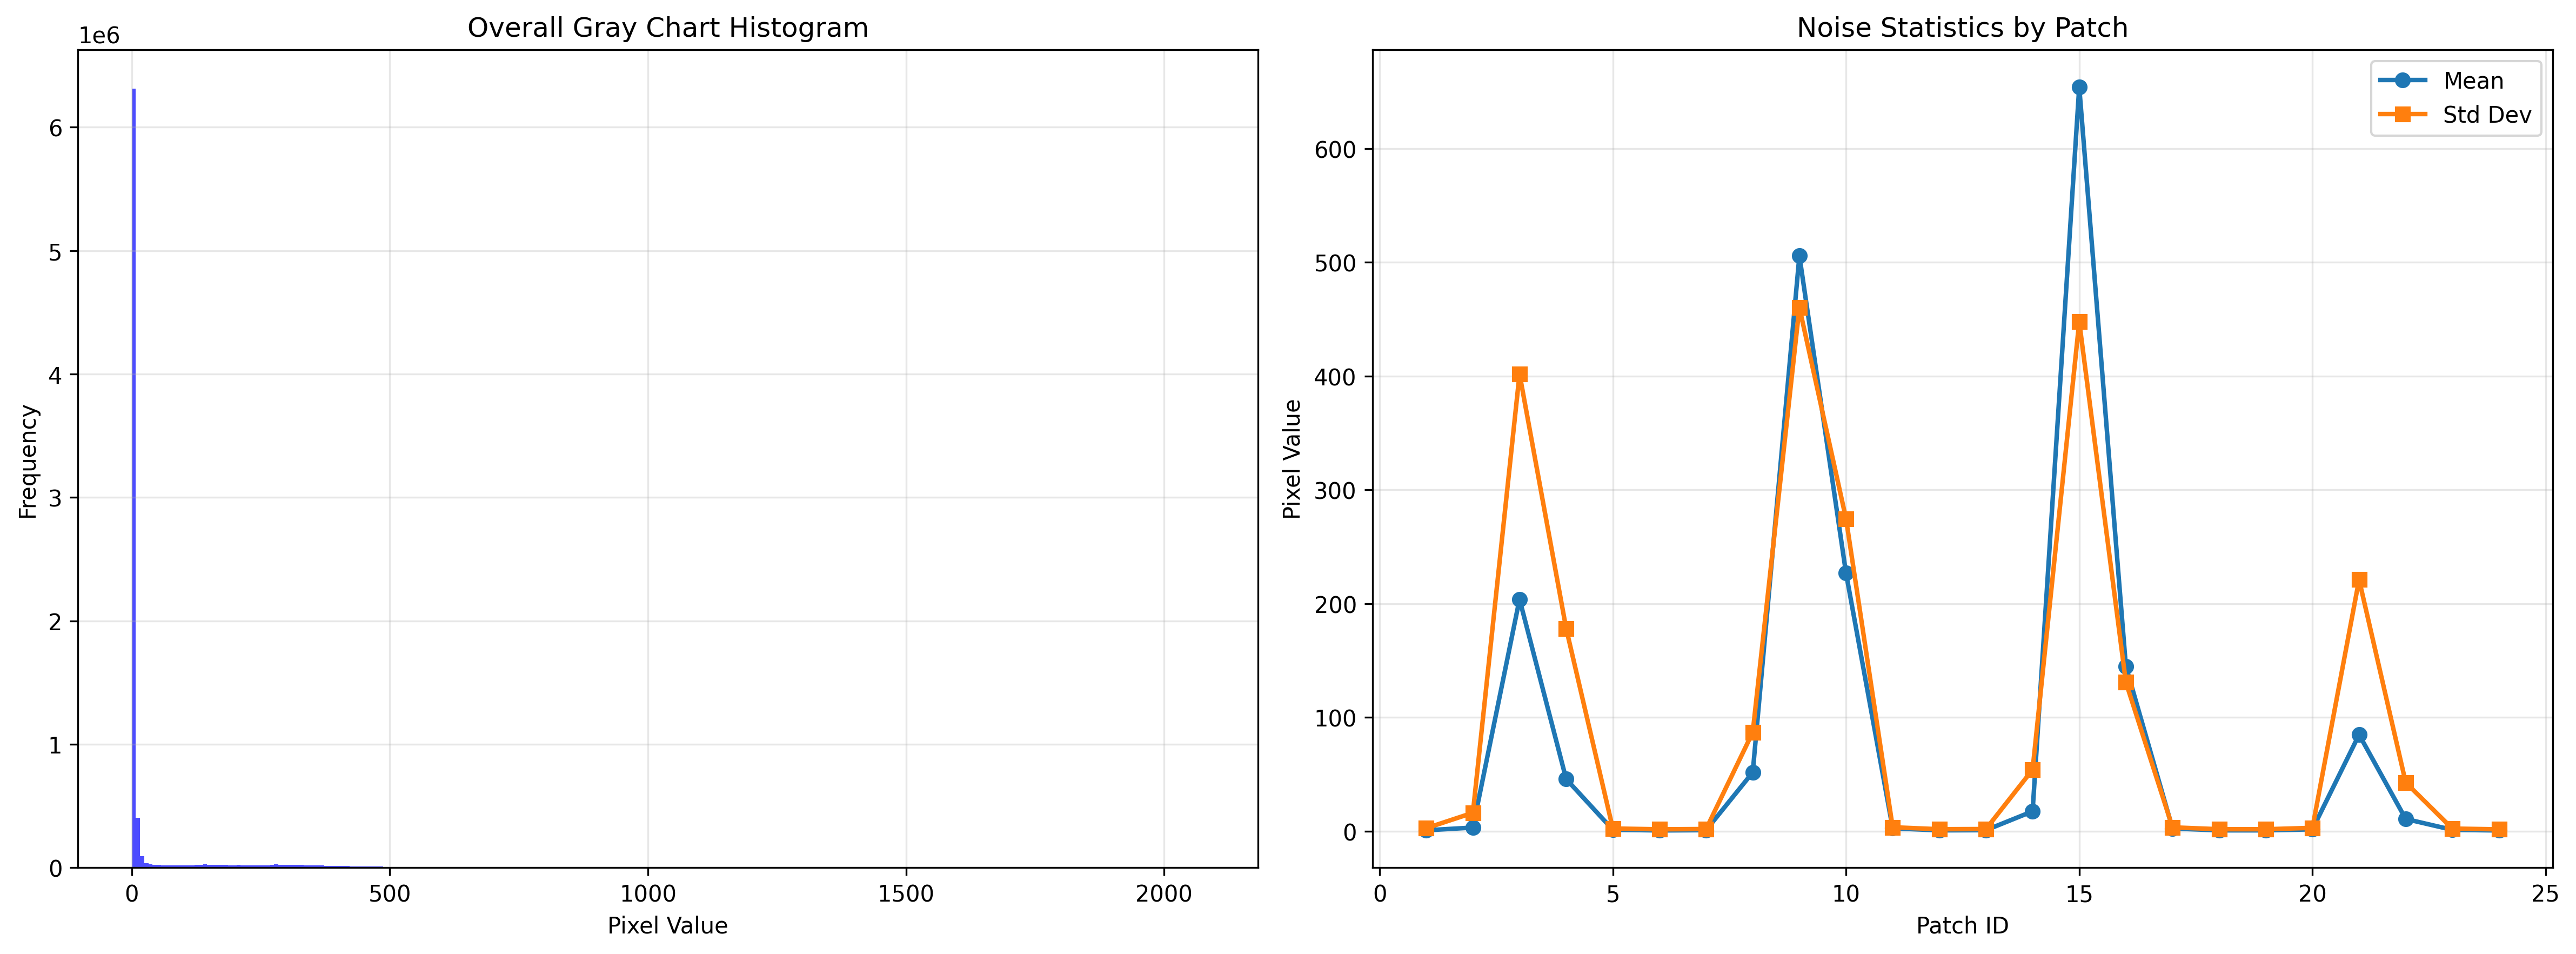 Overall Gray Chart Histogram
1e6
6
5
4
3
2
1
0
Frequency
0 500 1000 1500 2000
Pixel Value
Noise Statistics by Patch
Mean
Std Dev
600
500
400
300
200
100
0
Pixel Value
0 5 10 15 20 25
Patch ID